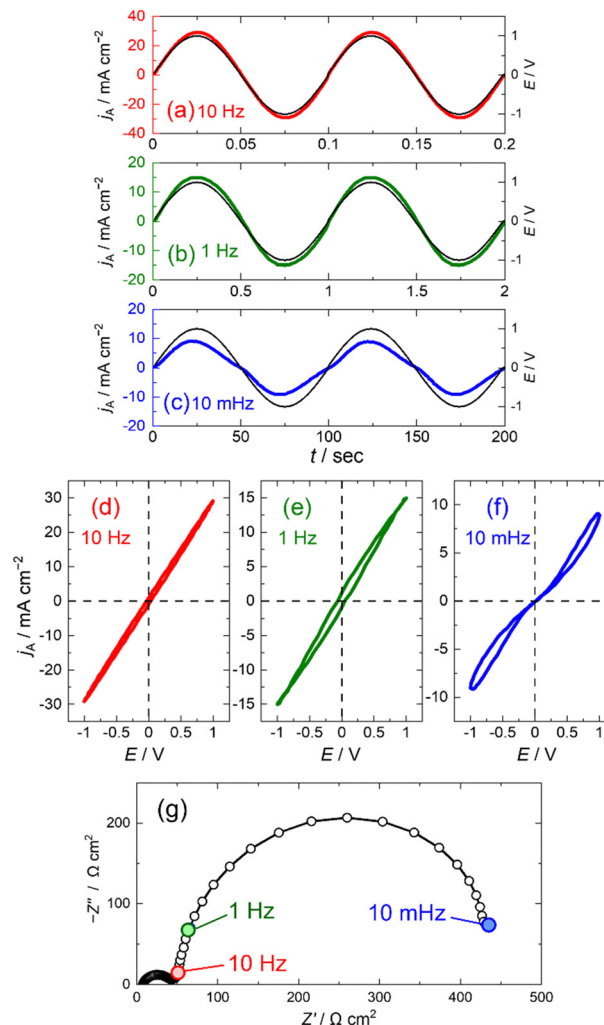 40
20
0
-20
-40
j_A / mA cm⁻²
(a) 10 Hz
1
0
-1
E / V
0 0.05 0.1 0.15 0.2
20
10
0
-10
-20
j_A / mA cm⁻²
(b) 1 Hz
1
0
-1
E / V
0 0.5 1 1.5 2
20
10
0
-10
-20
j_A / mA cm⁻²
(c) 10 mHz
1
0
-1
E / V
0 50 100 150 200
t / sec
30
20
10
0
-10
-20
-30
j_A / mA cm⁻²
(d)
10 Hz
-1 -0.5 0 0.5 1
E / V
15
10
5
0
-5
-10
-15
(e)
1 Hz
-1 -0.5 0 0.5 1
E / V
10
5
0
-5
-10
(f)
10 mHz
-1 -0.5 0 0.5 1
E / V
(g)
200
100
0
−Z″ / Ω cm²
1 Hz
10 mHz
10 Hz
0 100 200 300 400 500
Z′ / Ω cm²